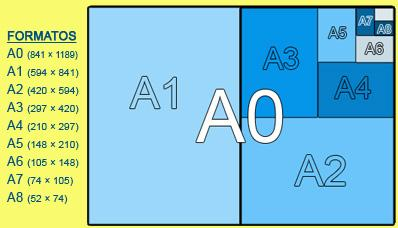 FORMATOS
A0 (841 × 1189)
A1 (594 × 841)
A2 (420 × 594)
A3 (297 × 420)
A4 (210 × 297)
A5 (148 × 210)
A6 (105 × 148)
A7 (74 × 105)
A8 (52 × 74)
A1
A0
A3
A5
A7
A8
A6
A4
A2